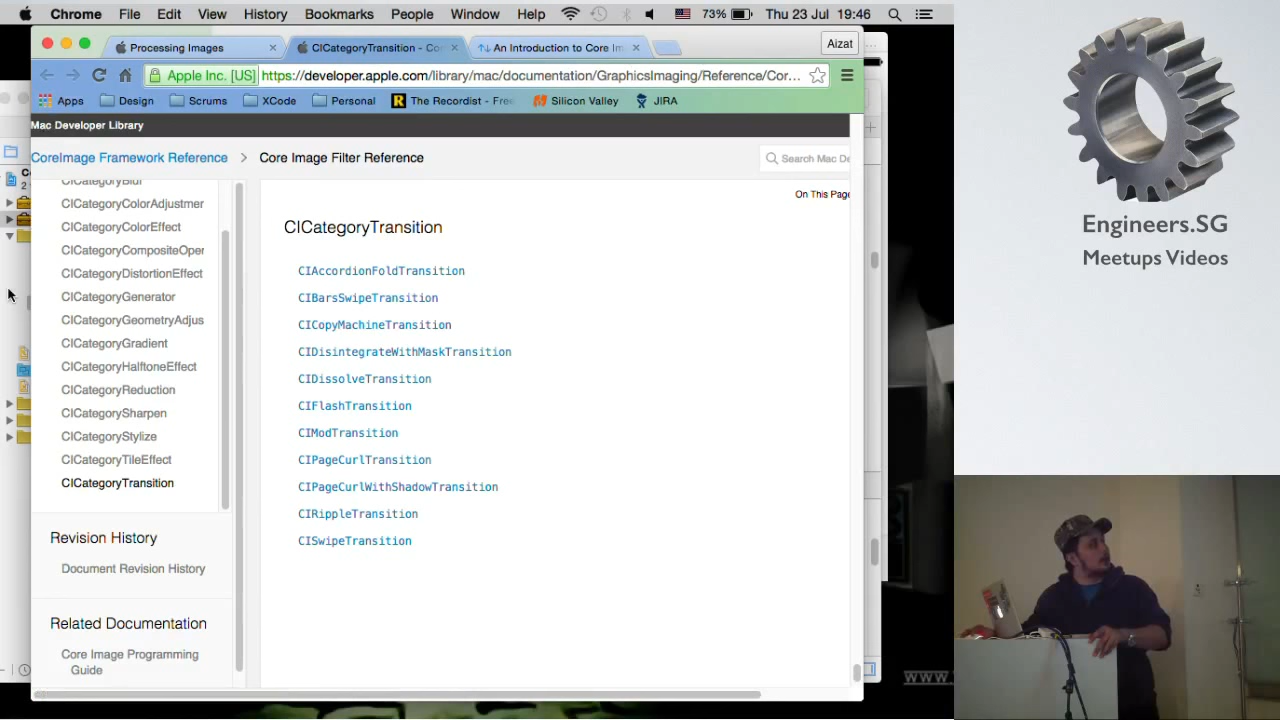 Chrome File Edit View History Bookmarks People Window Help 73% Thu 23 Jul 19:46
Processing Images × CICategoryTransition - Co × An Introduction to Core Im × Aizat
Apple Inc. [US] https://developer.apple.com/library/mac/documentation/GraphicsImaging/Reference/Cor...
Apps Design Scrums XCode Personal The Recordist - Fre Silicon Valley JIRA
Mac Developer Library
CoreImage Framework Reference > Core Image Filter Reference Search Mac De
On This Page
CICategoryBlur
CICategoryColorAdjustmer
CICategoryColorEffect
CICategoryCompositeOper
CICategoryDistortionEffect
CICategoryGenerator
CICategoryGeometryAdjus
CICategoryGradient
CICategoryHalftoneEffect
CICategoryReduction
CICategorySharpen
CICategoryStylize
CICategoryTileEffect
CICategoryTransition
Revision History
Document Revision History
Related Documentation
Core Image Programming
Guide
CICategoryTransition
CIAccordionFoldTransition
CIBarsSwipeTransition
CICopyMachineTransition
CIDisintegrateWithMaskTransition
CIDissolveTransition
CIFlashTransition
CIModTransition
CIPageCurlTransition
CIPageCurlWithShadowTransition
CIRippleTransition
CISwipeTransition
Engineers.SG
Meetups Videos
www.